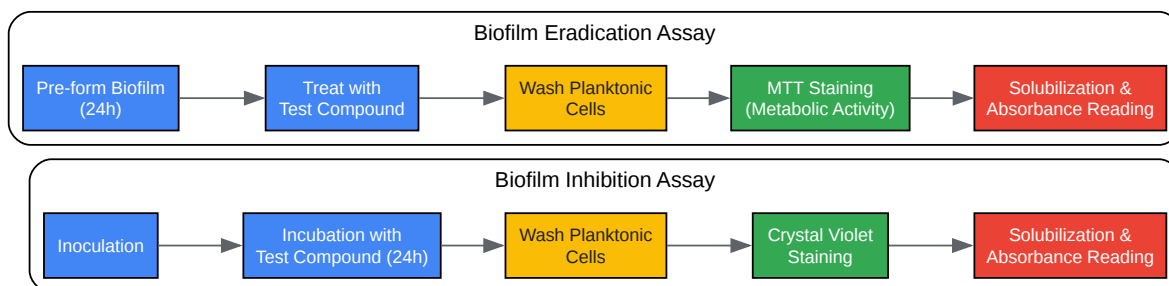 Biofilm Eradication Assay
Pre-form Biofilm
(24h)
Treat with
Test Compound
Wash Planktonic
Cells
MTT Staining
(Metabolic Activity)
Solubilization &
Absorbance Reading
Biofilm Inhibition Assay
Inoculation
Incubation with
Test Compound (24h)
Wash Planktonic
Cells
Crystal Violet
Staining
Solubilization &
Absorbance Reading